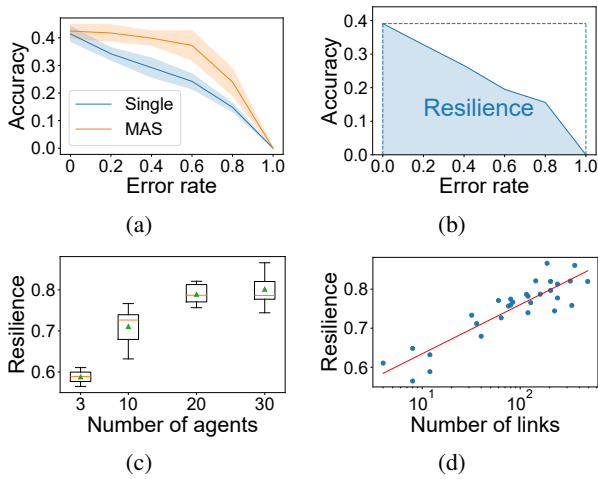 Accuracy
0.4
0.3
0.2
0.1
0.0
Single
MAS
0.0 0.2 0.4 0.6 0.8 1.0
Error rate
(a)
Accuracy
0.4
0.3
0.2
0.1
0.0
Resilience
0.0 0.2 0.4 0.6 0.8 1.0
Error rate
(b)
Resilience
0.8
0.7
0.6
3 10 20 30
Number of agents
(c)
Resilience
0.8
0.7
0.6
10¹ 10²
Number of links
(d)